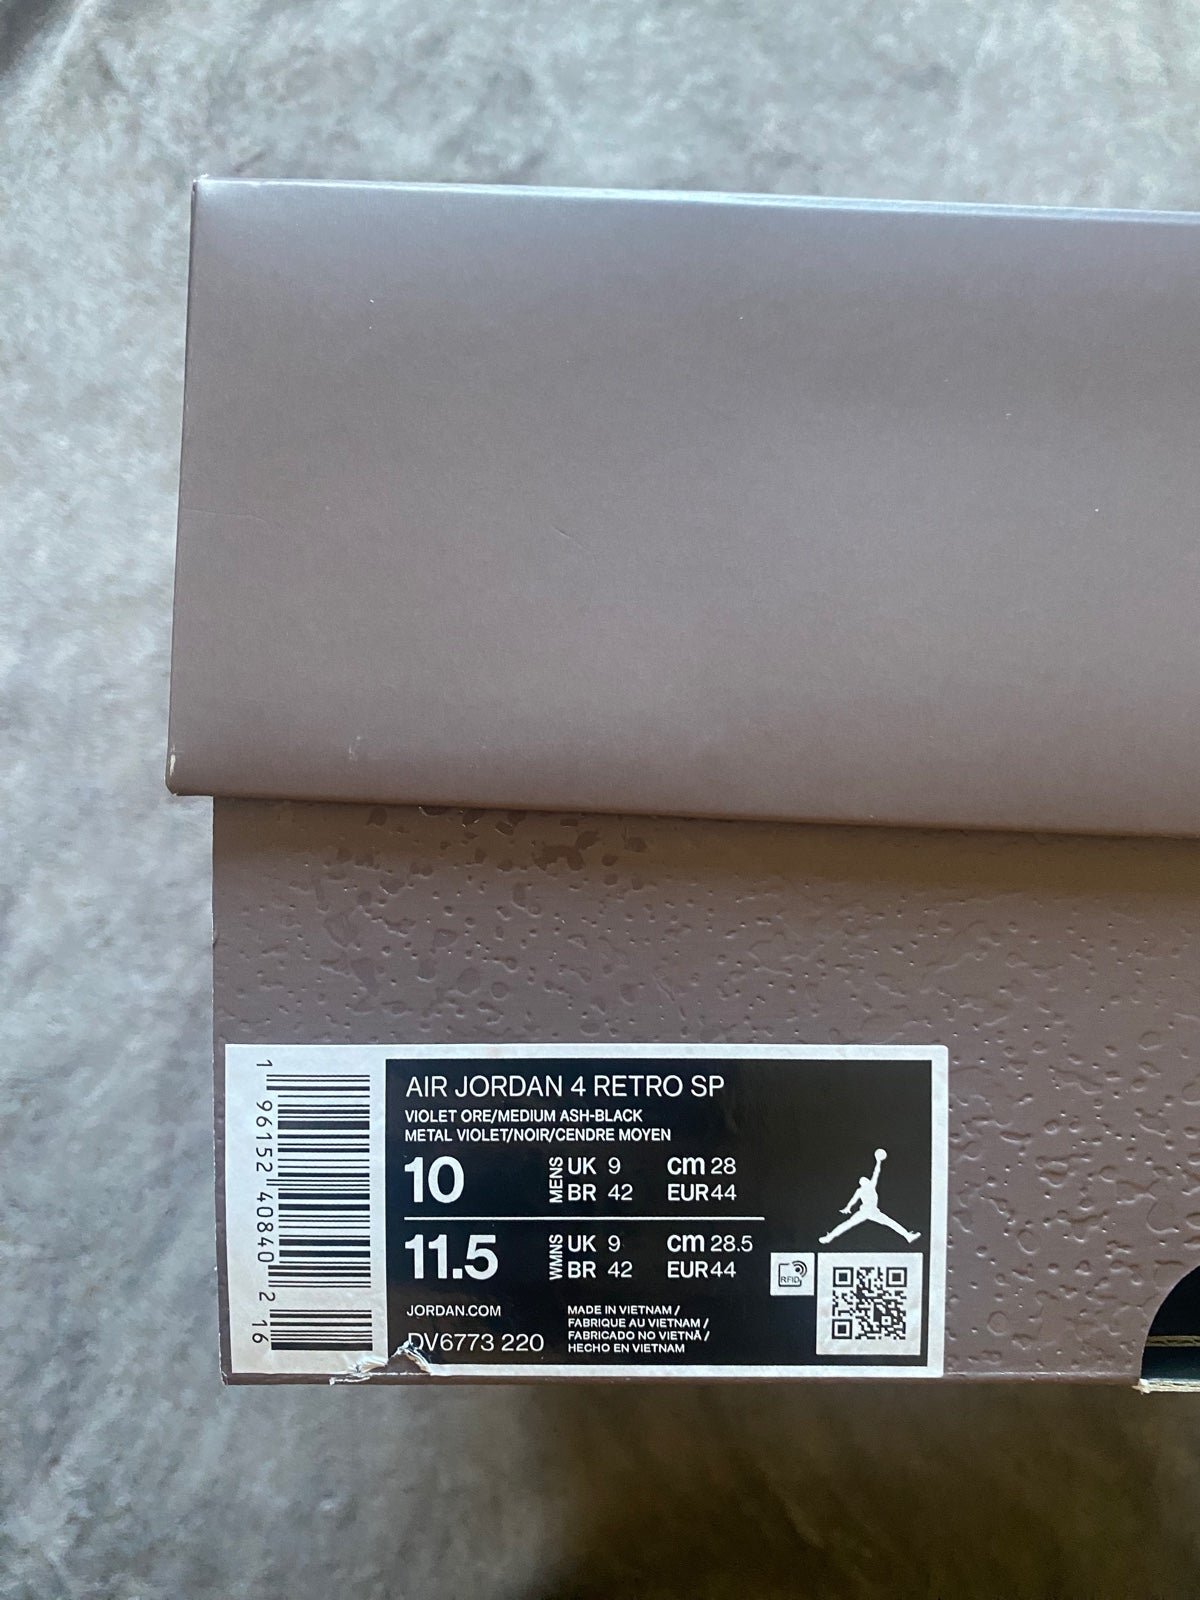 1 96152 40840 2 16
AIR JORDAN 4 RETRO SP
VIOLET ORE/MEDIUM ASH-BLACK
METAL VIOLET/NOIR/CENDRE MOYEN
10 MENS UK 9 cm 28
BR 42 EUR 44
11.5 WMNS UK 9 cm 28.5
BR 42 EUR 44
RFID
JORDAN.COM
DV6773 220
MADE IN VIETNAM /
FABRIQUE AU VIETNAM /
FABRICADO NO VIETNÃ /
HECHO EN VIETNAM